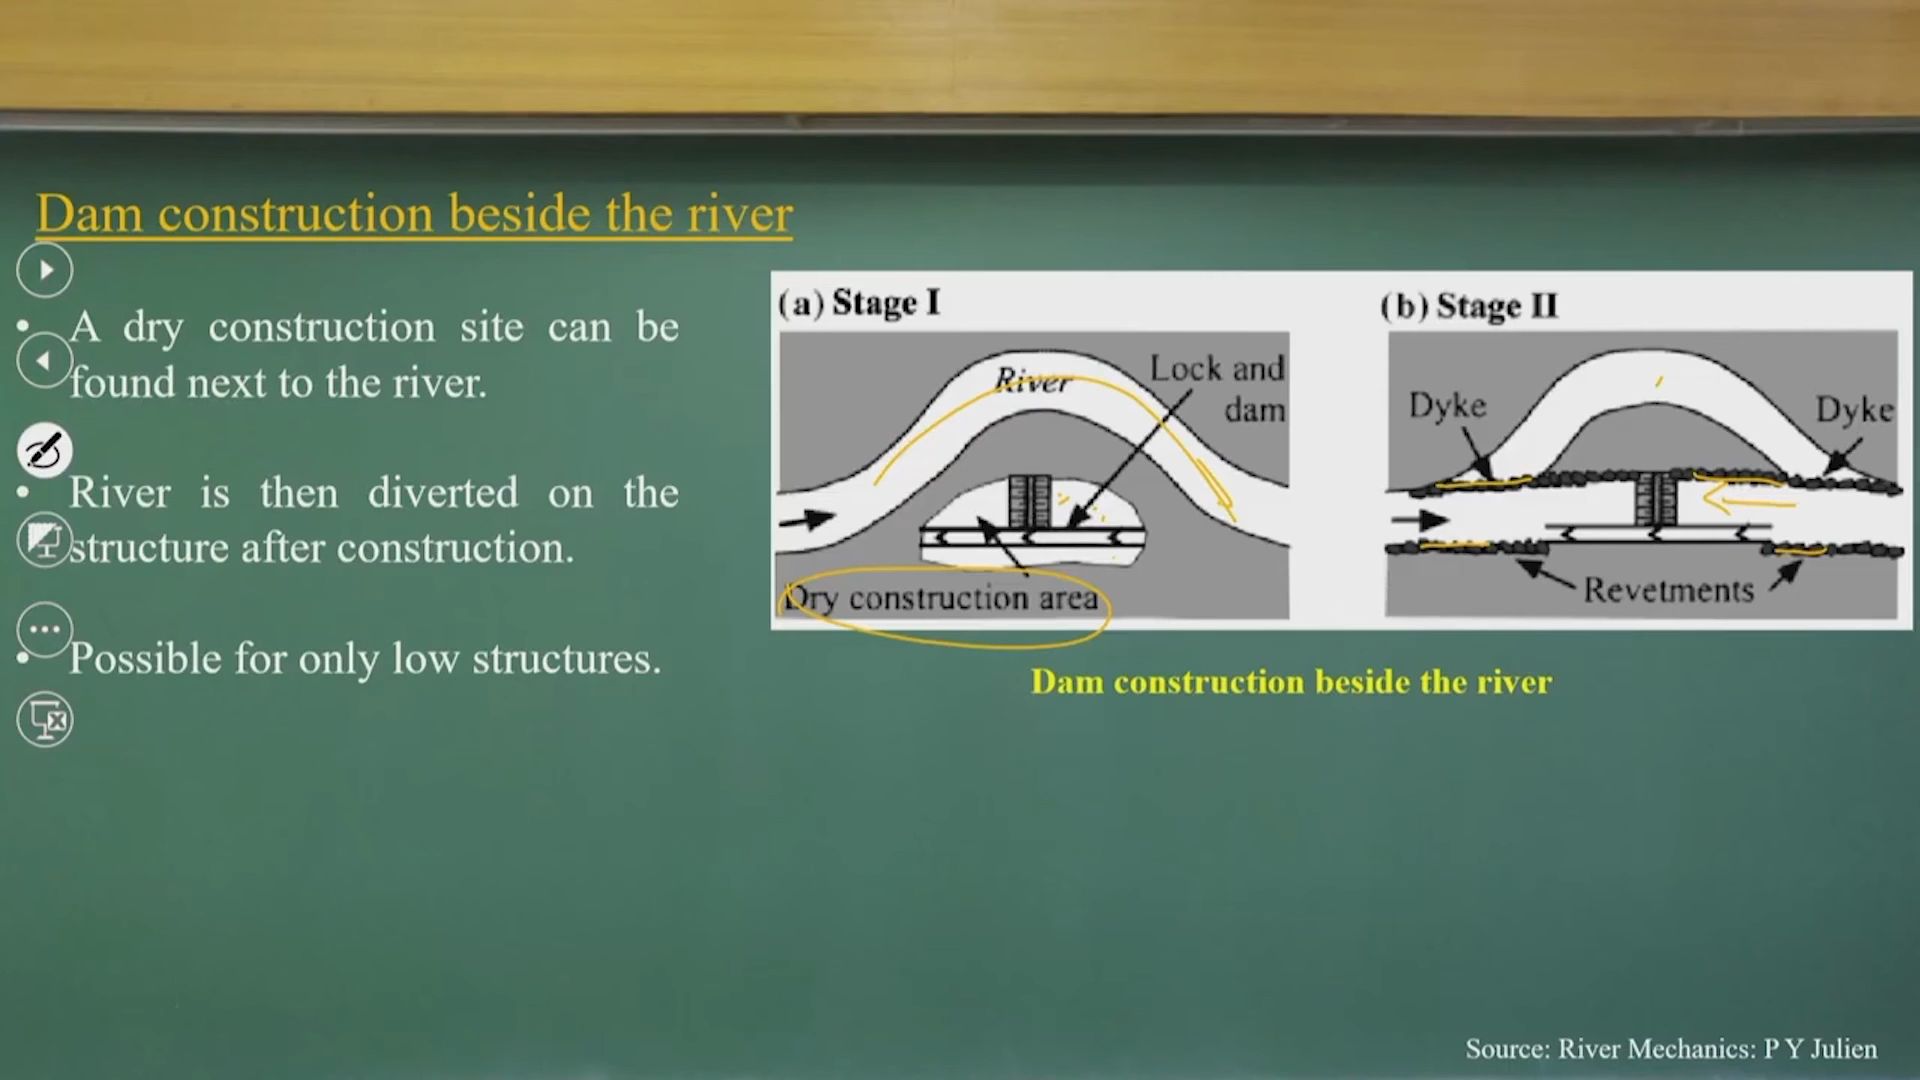 Dam construction beside the river
• A dry construction site can be
found next to the river.
• River is then diverted on the
structure after construction.
• Possible for only low structures.
(a) Stage I
River
Lock and
dam
Dry construction area
(b) Stage II
Dyke
Dyke
Revetments
Dam construction beside the river
Source: River Mechanics: P Y Julien